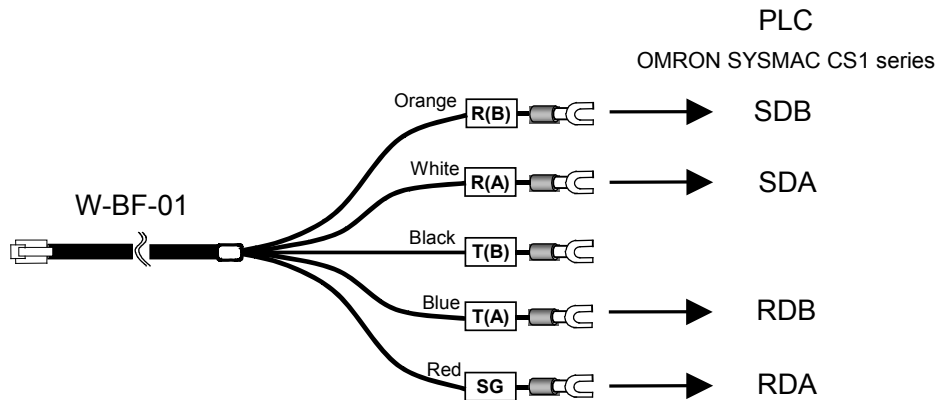 PLC
OMRON SYSMAC CS1 series
Orange R(B) SDB
White R(A) SDA
W-BF-01
Black T(B)
Blue T(A) RDB
Red SG RDA